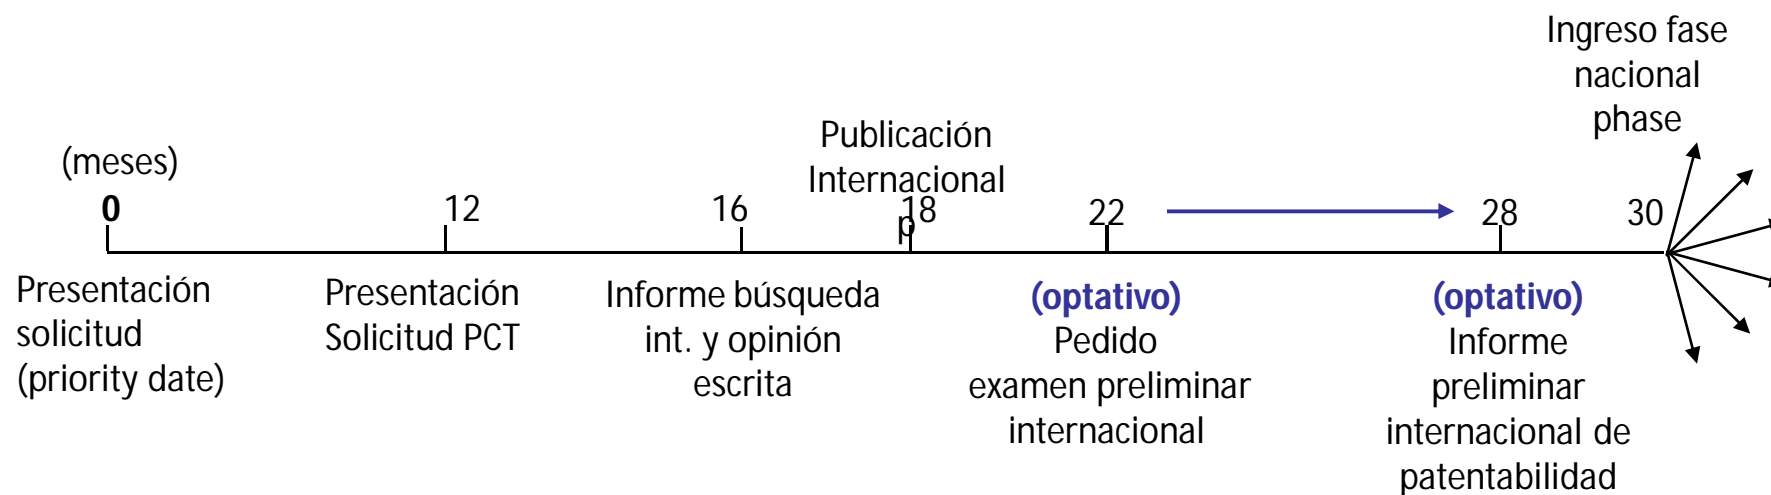 Ingreso fase
nacional
phase
Publicación
Internacional
p
(meses)
0
12
16
18
22
28
30
Presentación
solicitud
(priority date)
Presentación
Solicitud PCT
Informe búsqueda
int. y opinión
escrita
(optativo)
Pedido
examen preliminar
internacional
(optativo)
Informe
preliminar
internacional de
patentabilidad